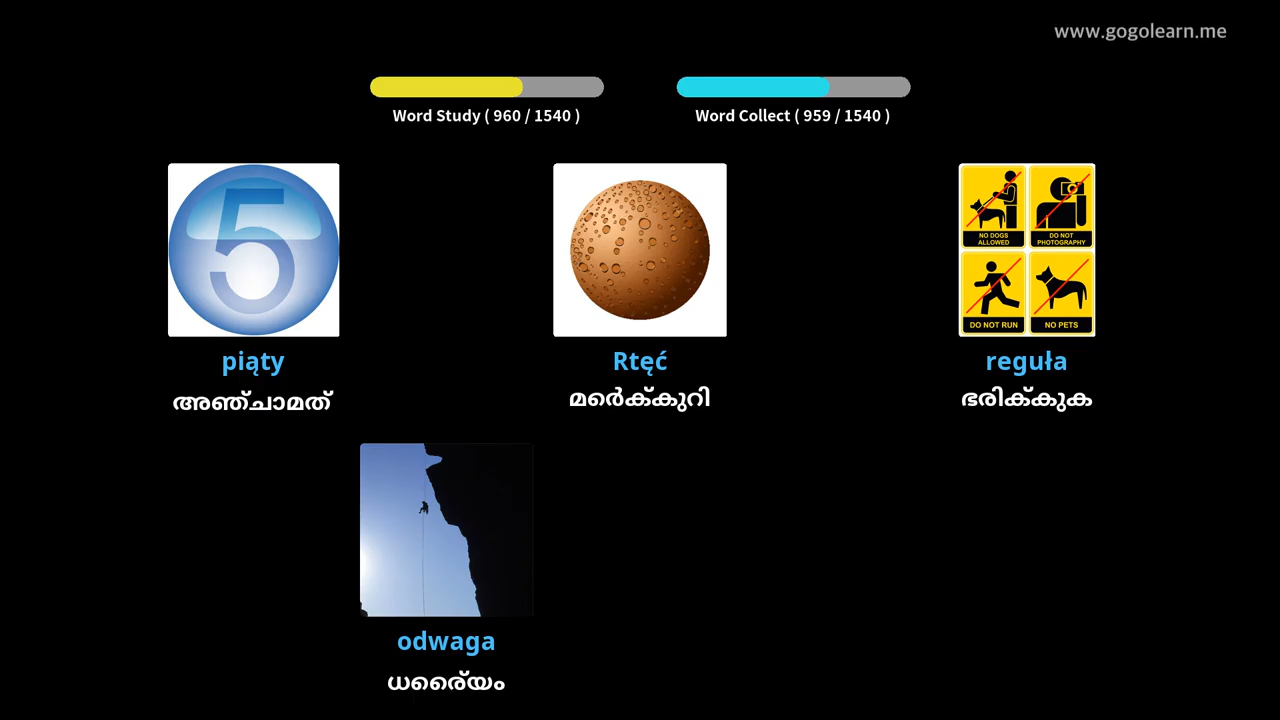 www.gogolearn.me
Word Study ( 960 / 1540 )
Word Collect ( 959 / 1540 )
5
NO DOGS ALLOWED
DO NOT PHOTOGRAPHY
DO NOT RUN
NO PETS
piąty
Rtęć
reguła
അഞ്ചാമത്
മെർക്കുറി
ഭരിക്കുക
odwaga
ധൈര്യം